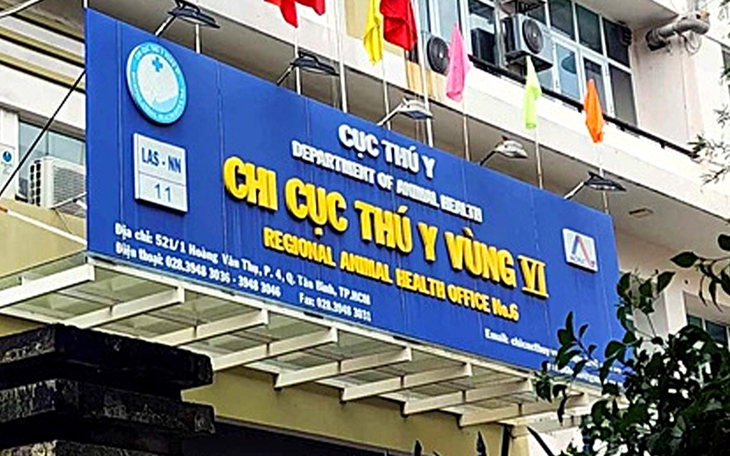 CỤC THÚ Y
DEPARTMENT OF ANIMAL HEALTH
LAS - NN
11
CHI CỤC THÚ Y VÙNG VI
REGIONAL ANIMAL HEALTH OFFICE No.6
Địa chỉ: 521/1 Hoàng Văn Thụ, P. 4, Q. Tân Bình, TP.HCM
Điện thoại: 028.3948 3036 - 3948 3046 Fax: 028.3948 3031
Email: